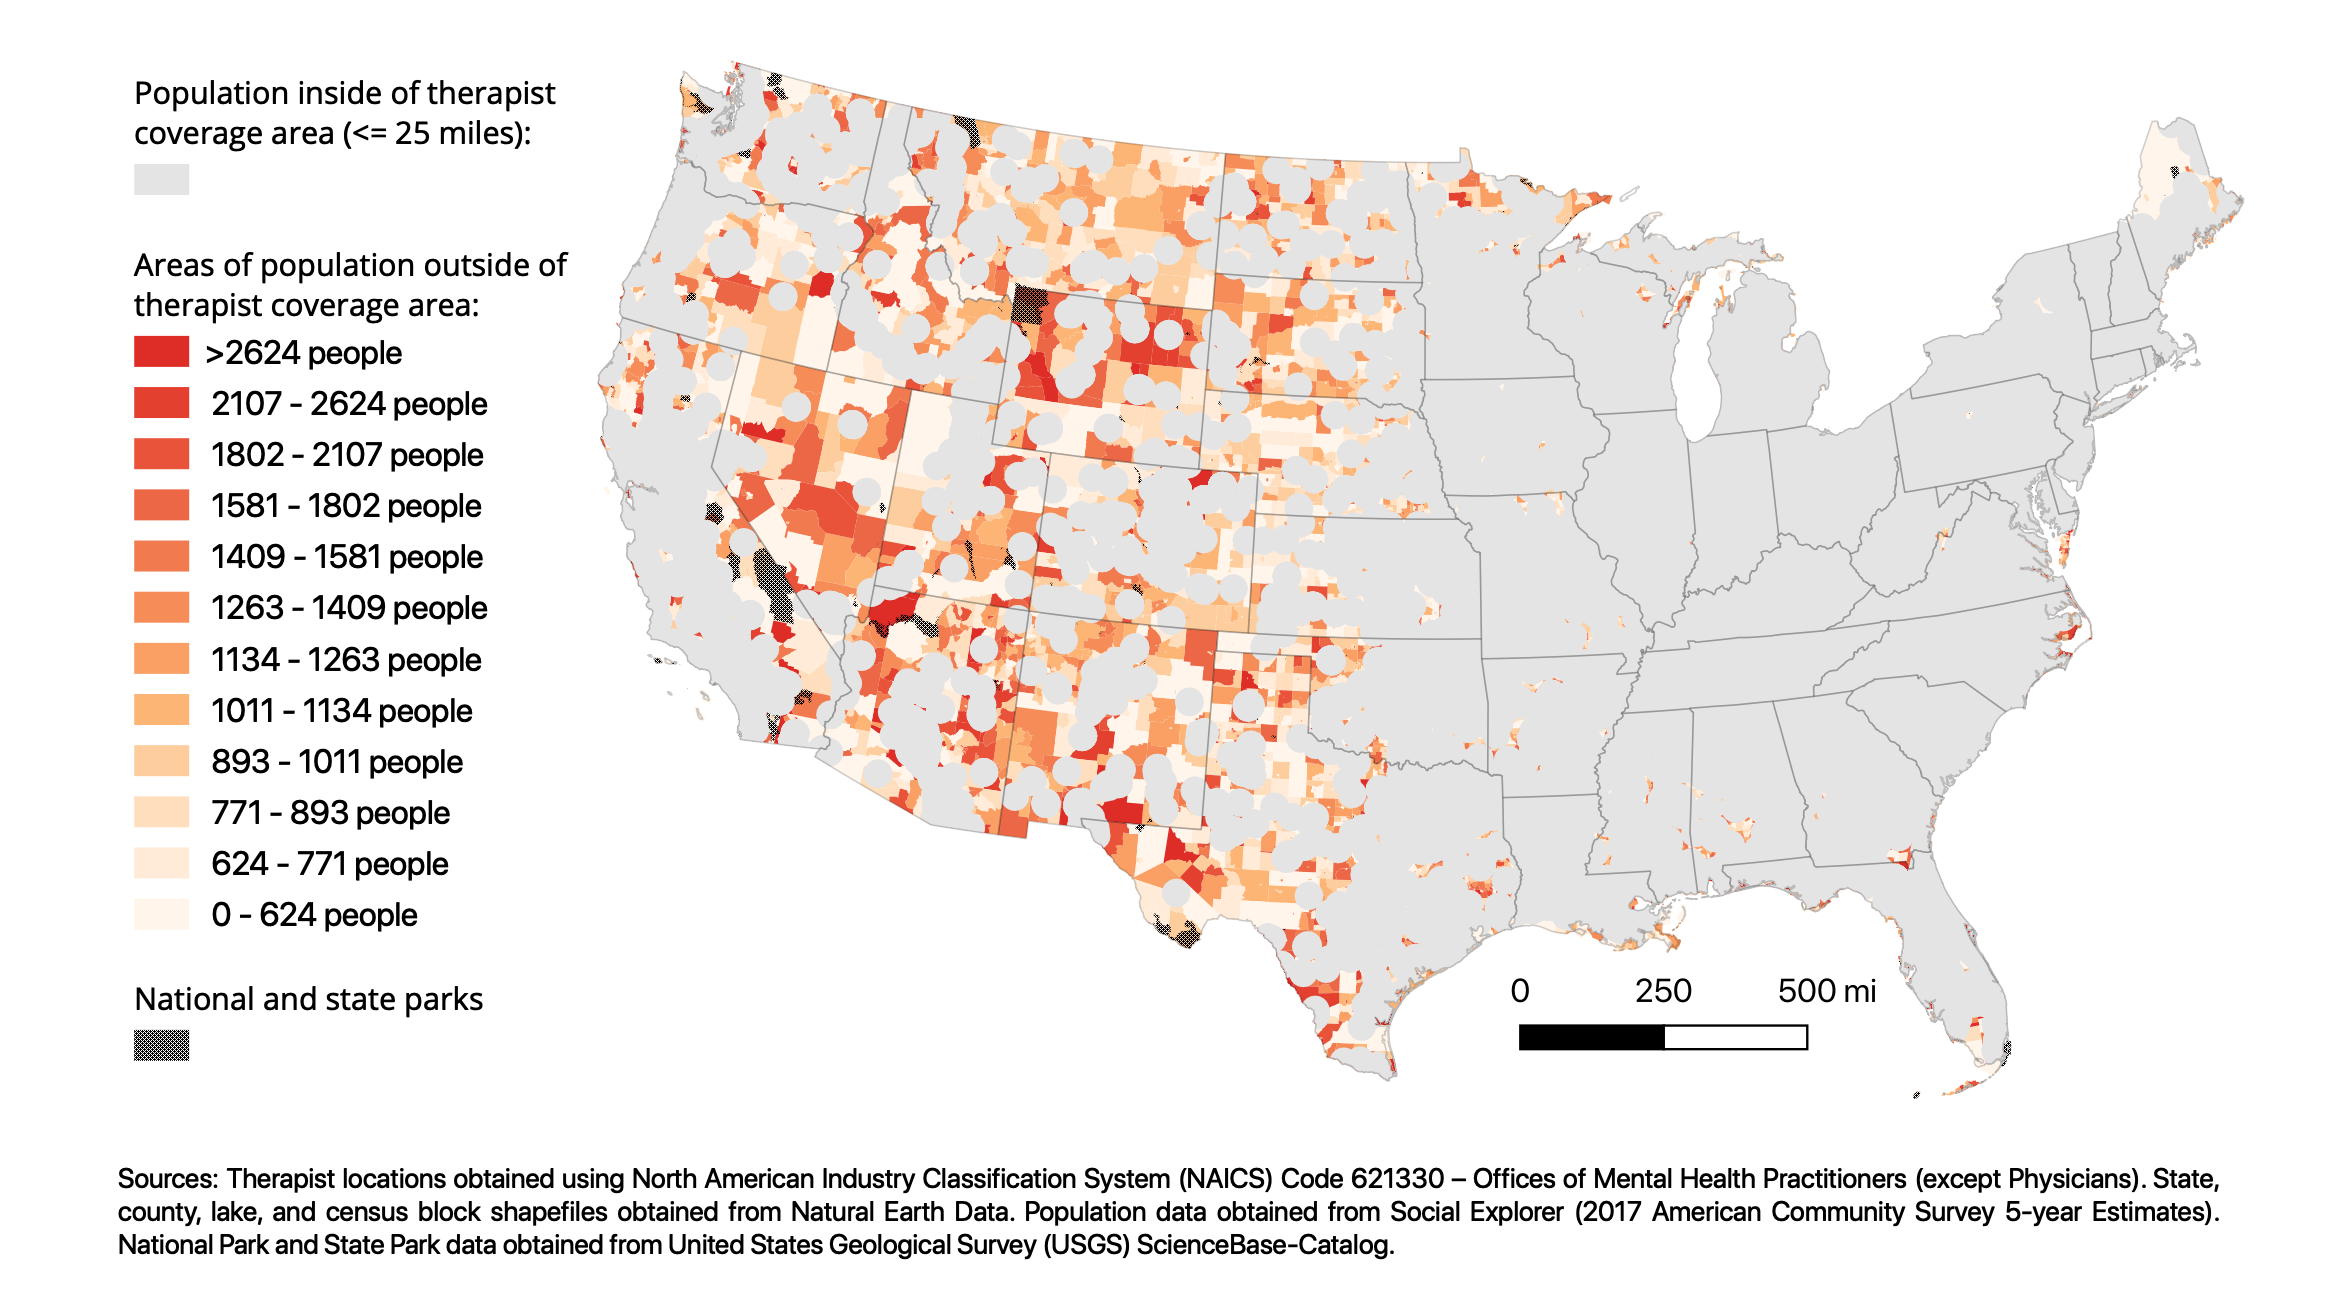 Population inside of therapist
coverage area (<= 25 miles):
Areas of population outside of
therapist coverage area:
>2624 people
2107 - 2624 people
1802 - 2107 people
1581 - 1802 people
1409 - 1581 people
1263 - 1409 people
1134 - 1263 people
1011 - 1134 people
893 - 1011 people
771 - 893 people
624 - 771 people
0 - 624 people
National and state parks
0 250 500 mi
Sources: Therapist locations obtained using North American Industry Classification System (NAICS) Code 621330 – Offices of Mental Health Practitioners (except Physicians). State,
county, lake, and census block shapefiles obtained from Natural Earth Data. Population data obtained from Social Explorer (2017 American Community Survey 5-year Estimates).
National Park and State Park data obtained from United States Geological Survey (USGS) ScienceBase-Catalog.